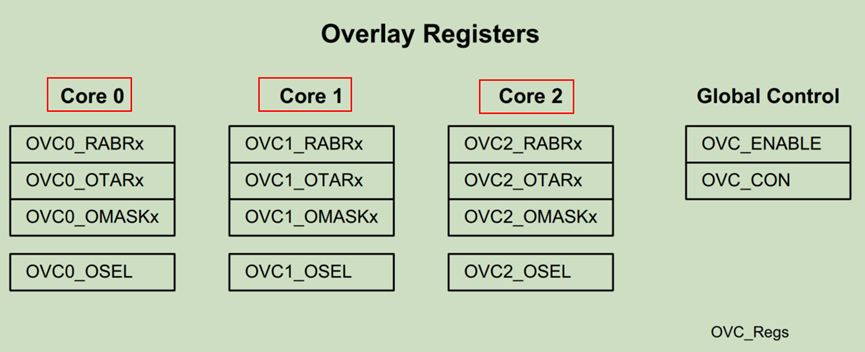 Overlay Registers
Core 0
OVC0_RABRx
OVC0_OTARx
OVC0_OMASKx
OVC0_OSEL
Core 1
OVC1_RABRx
OVC1_OTARx
OVC1_OMASKx
OVC1_OSEL
Core 2
OVC2_RABRx
OVC2_OTARx
OVC2_OMASKx
OVC2_OSEL
Global Control
OVC_ENABLE
OVC_CON
OVC_Regs